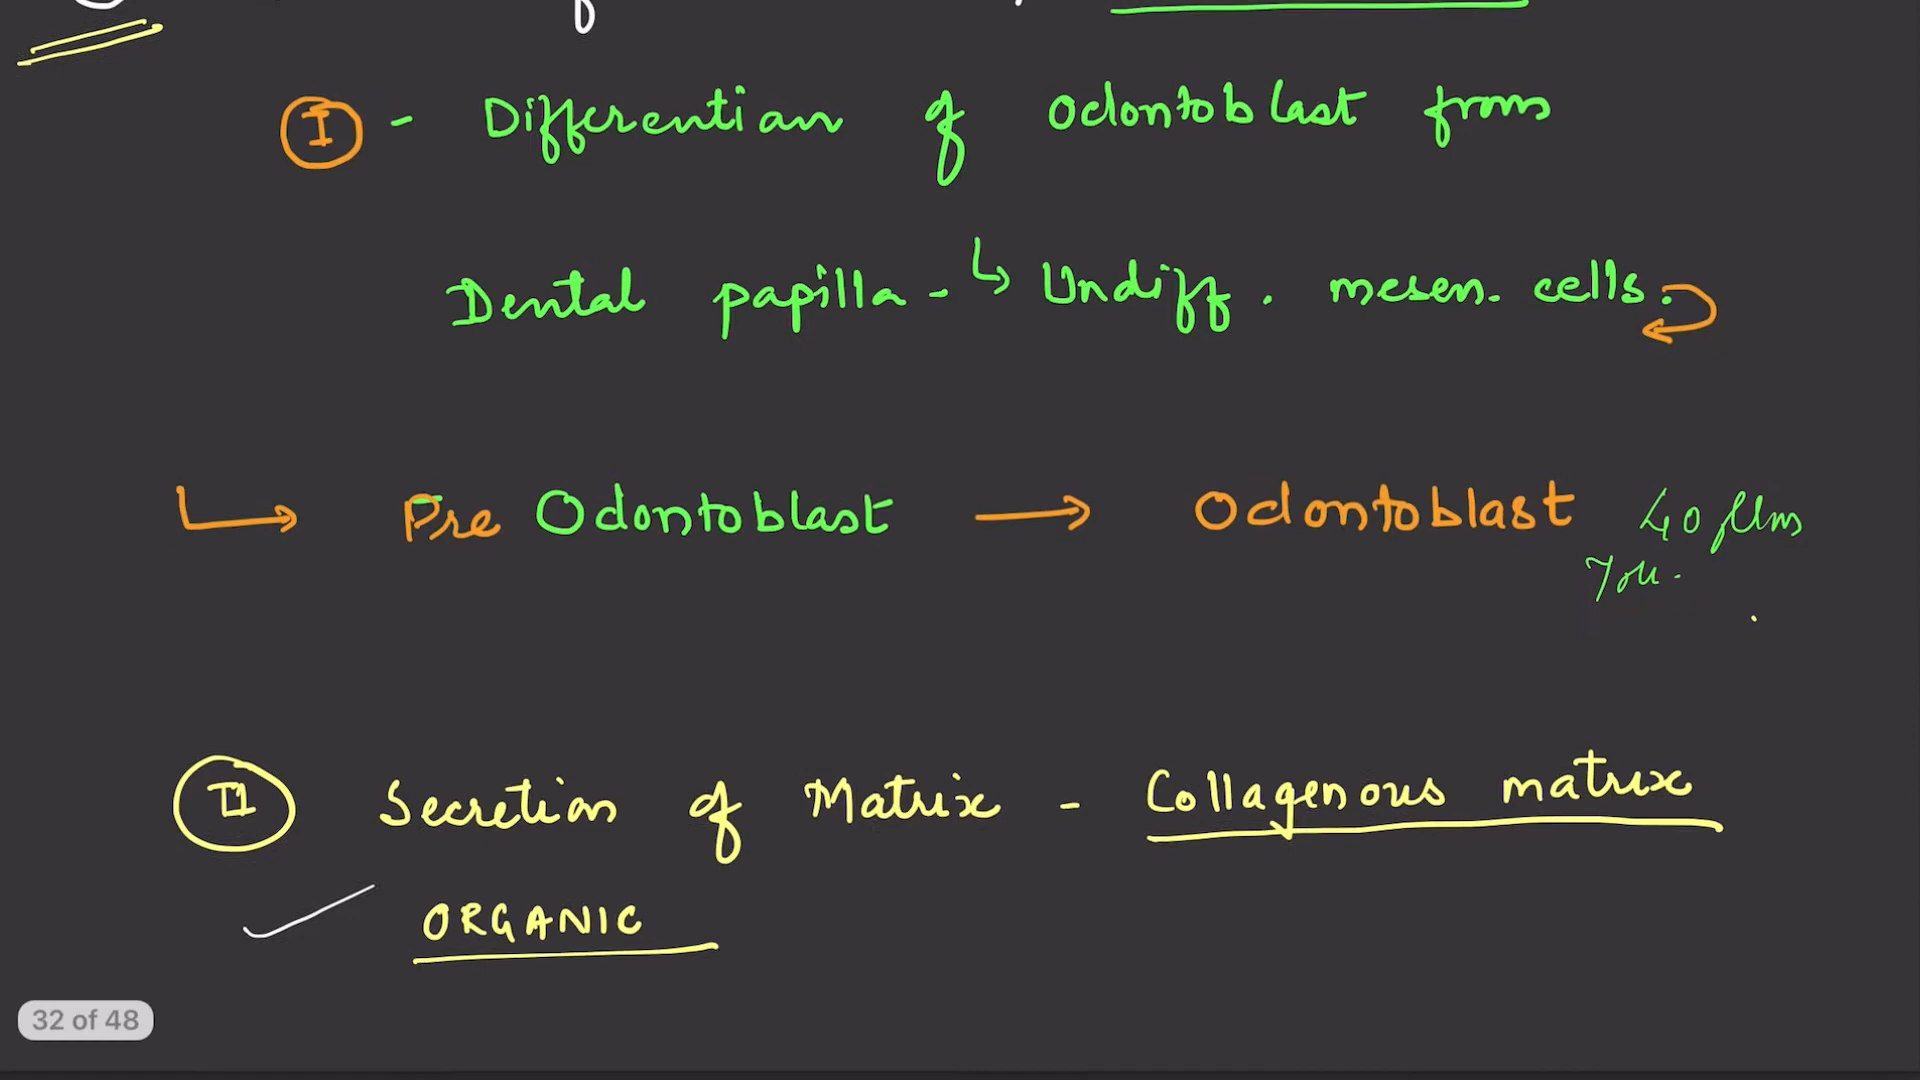 I - Differentian of Odontoblast from
Dental papilla - ↳ Undiff. mesen. cells.
↳ Pre Odontoblast → Odontoblast 40 µm
7µ.
II Secretion of Matrix - Collagenous matrix
ORGANIC
32 of 48